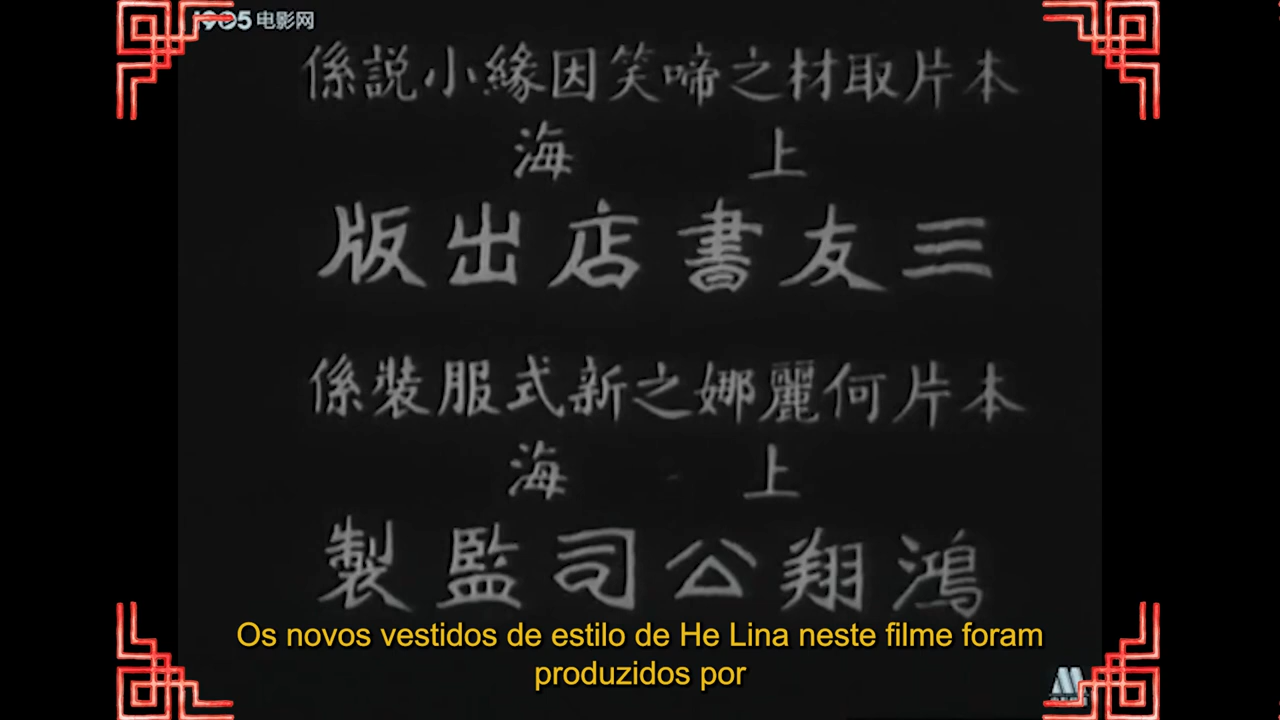 1905电影网
本片取材之啼笑因緣小説係
上海
三友書店出版
本片何麗娜之新式服裝係
上海
鴻翔公司監製
Os novos vestidos de estilo de He Lina neste filme foram
produzidos por